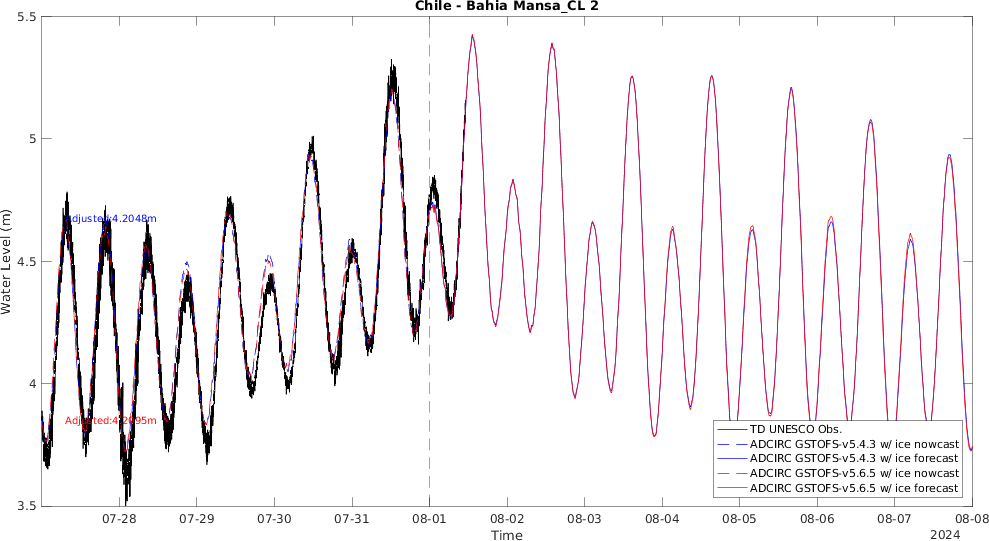 Chile - Bahia Mansa_CL 2
5.5
5
4.5
4
3.5
Water Level (m)
Adjusted:4.2048m
TD UNESCO Obs.
ADCIRC GSTOFS-v5.4.3 w/ ice nowcast
ADCIRC GSTOFS-v5.4.3 w/ ice forecast
ADCIRC GSTOFS-v5.6.5 w/ ice nowcast
ADCIRC GSTOFS-v5.6.5 w/ ice forecast
07-28
07-29
07-30
07-31
08-01
08-02
08-03
08-04
08-05
08-06
08-07
08-08
Time
2024